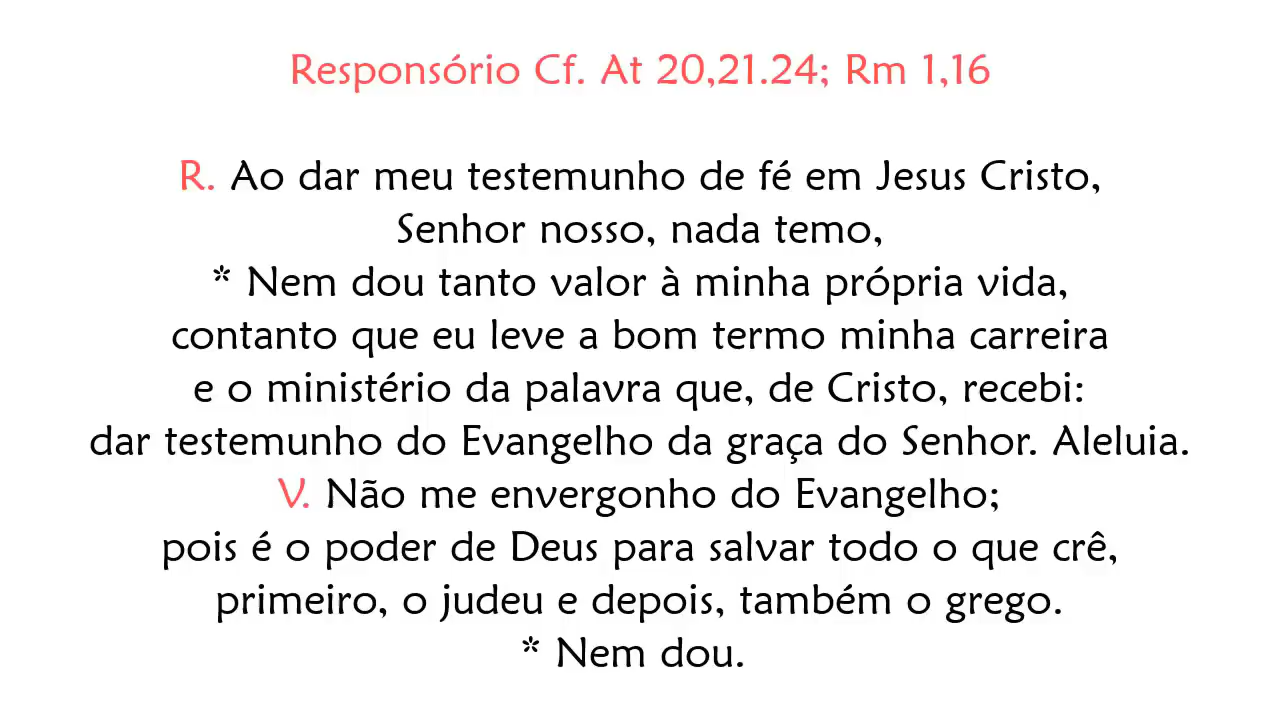 Responsório Cf. At 20,21.24; Rm 1,16
R. Ao dar meu testemunho de fé em Jesus Cristo,
Senhor nosso, nada temo,
* Nem dou tanto valor à minha própria vida,
contanto que eu leve a bom termo minha carreira
e o ministério da palavra que, de Cristo, recebi:
dar testemunho do Evangelho da graça do Senhor. Aleluia.
V. Não me envergonho do Evangelho;
pois é o poder de Deus para salvar todo o que crê,
primeiro, o judeu e depois, também o grego.
* Nem dou.